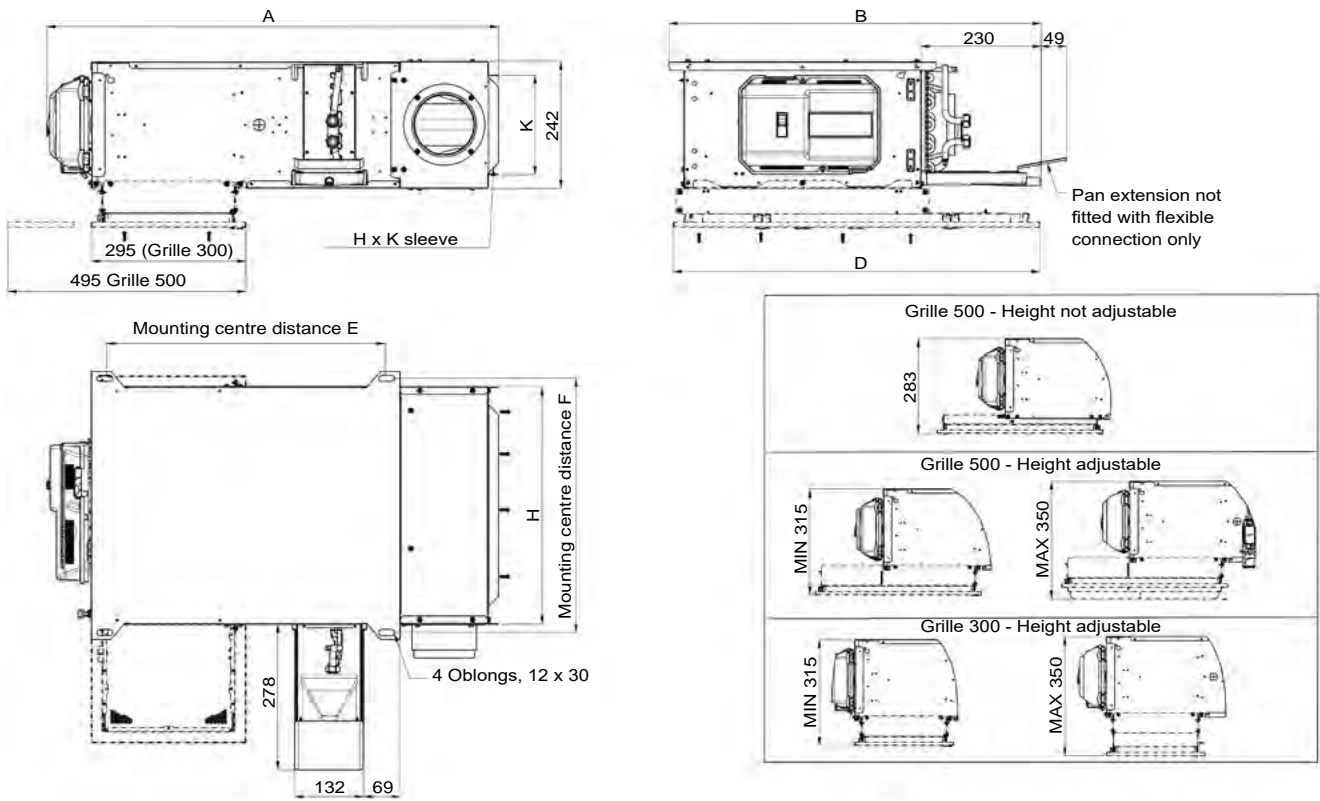 A
K
242
H x K sleeve
295 (Grille 300)
495 Grille 500
B
230
49
Pan extension not
fitted with flexible
connection only
D
Mounting centre distance E
H
Mounting centre distance F
4 Oblongs, 12 x 30
278
132
69
Grille 500 - Height not adjustable
283
Grille 500 - Height adjustable
MIN 315
MAX 350
Grille 300 - Height adjustable
MIN 315
MAX 350